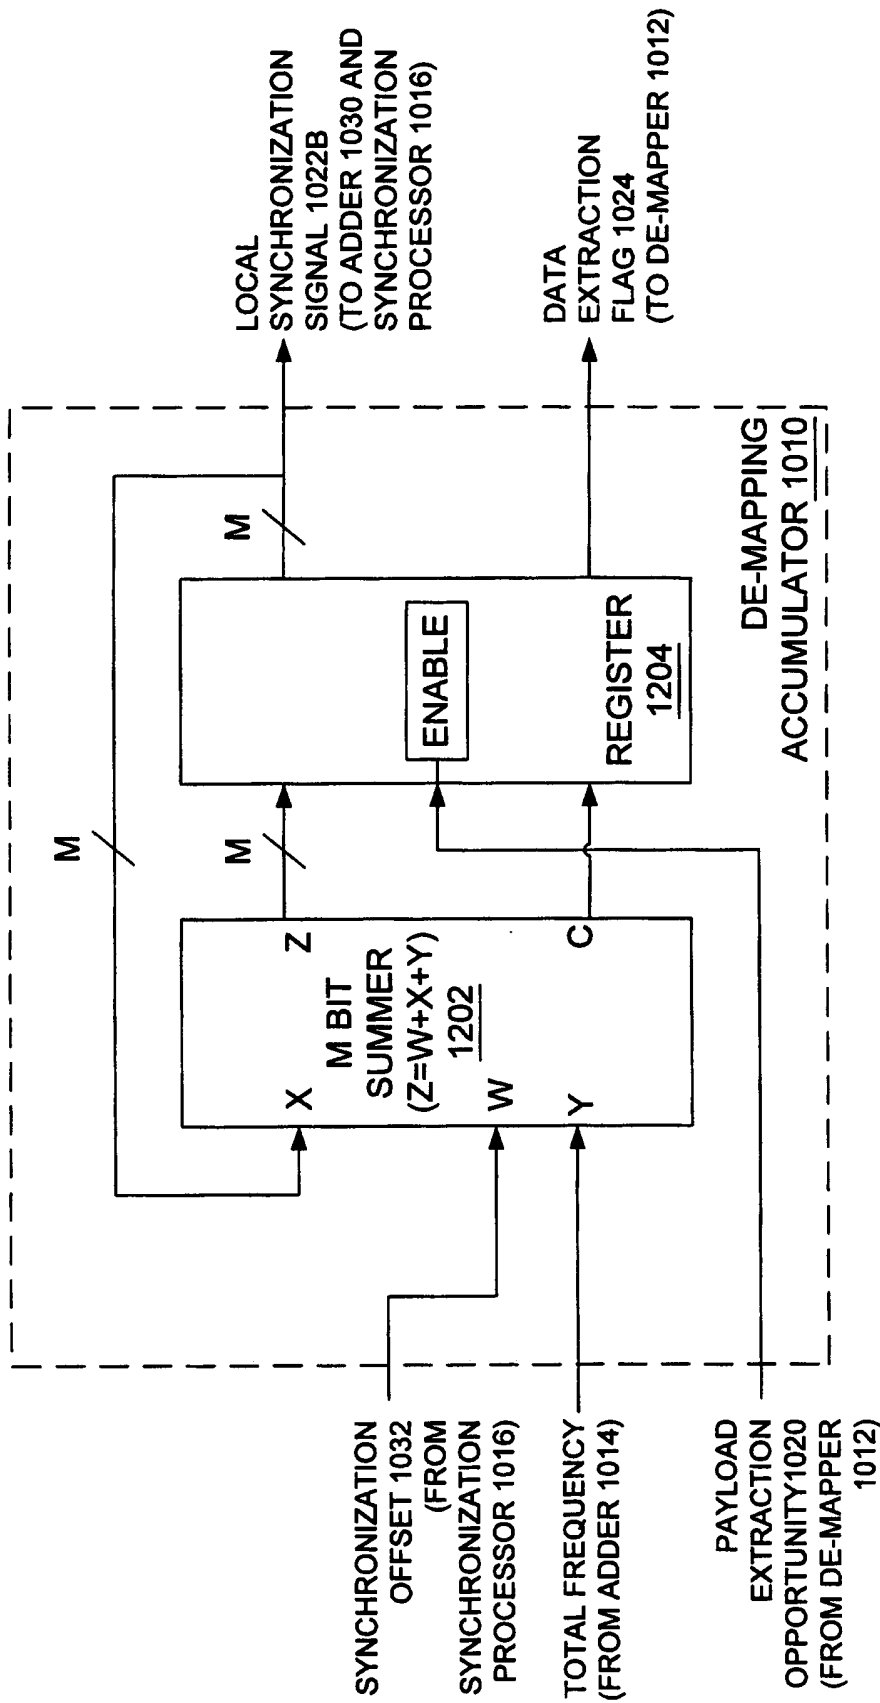 SYNCHRONIZATION
OFFSET 1032
(FROM
SYNCHRONIZATION
PROCESSOR 1016)
TOTAL FREQUENCY
(FROM ADDER 1014)
PAYLOAD
EXTRACTION
OPPORTUNITY1020
(FROM DE-MAPPER
1012)
M
X
W
Y
M BIT
SUMMER
(Z=W+X+Y)
1202
Z
C
M
ENABLE
REGISTER
1204
M
DE-MAPPING
ACCUMULATOR 1010
LOCAL
SYNCHRONIZATION
SIGNAL 1022B
(TO ADDER 1030 AND
SYNCHRONIZATION
PROCESSOR 1016)
DATA
EXTRACTION
FLAG 1024
(TO DE-MAPPER 1012)